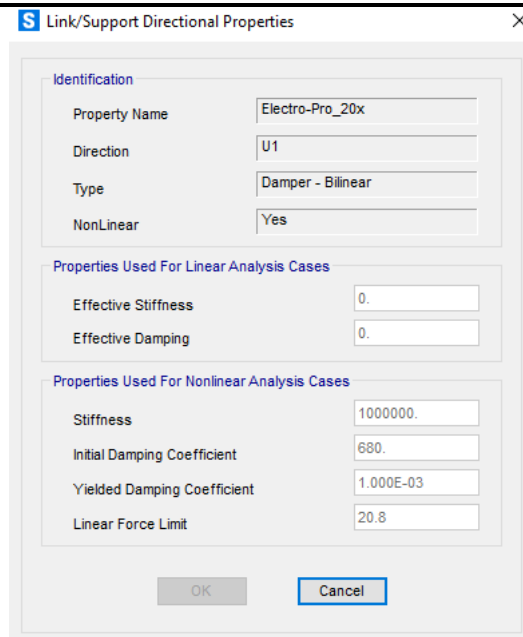 S Link/Support Directional Properties
Identification
Property Name Electro-Pro_20x
Direction U1
Type Damper - Bilinear
NonLinear Yes
Properties Used For Linear Analysis Cases
Effective Stiffness 0.
Effective Damping 0.
Properties Used For Nonlinear Analysis Cases
Stiffness 1000000.
Initial Damping Coefficient 680.
Yielded Damping Coefficient 1.000E-03
Linear Force Limit 20.8
OK Cancel